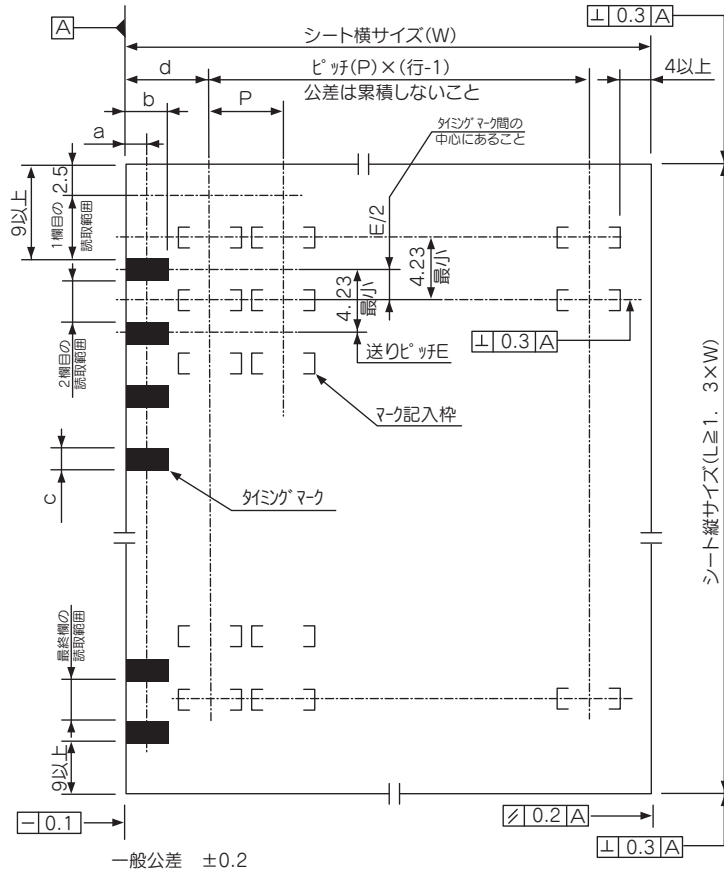 A
⊥ 0.3 A
シート横サイズ(W)
d
ピッチ(P)×(行-1)
4以上
公差は累積しないこと
b
P
a
タイミングマーク間の
中心にあること
9以上
2.5
1欄目の
読取範囲
E/2
4.23
最小
4.23
最小
⊥ 0.3 A
送りピッチE
2欄目の
読取範囲
マーク記入枠
c
タイミングマーク
シート縦サイズ(L≧1. 3×W)
最終欄の
読取範囲
9以上
― 0.1
⫽ 0.2 A
⊥ 0.3 A
一般公差 ±0.2